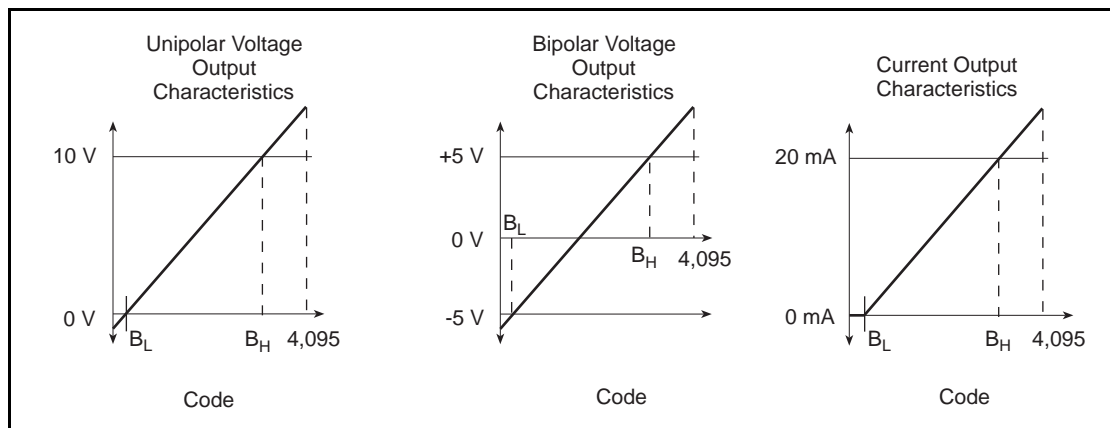 Unipolar Voltage
Output
Characteristics
10 V
0 V
BL
BH
4,095
Code
Bipolar Voltage
Output
Characteristics
+5 V
BL
0 V
BH
4,095
-5 V
Code
Current Output
Characteristics
20 mA
0 mA
BL
BH
4,095
Code